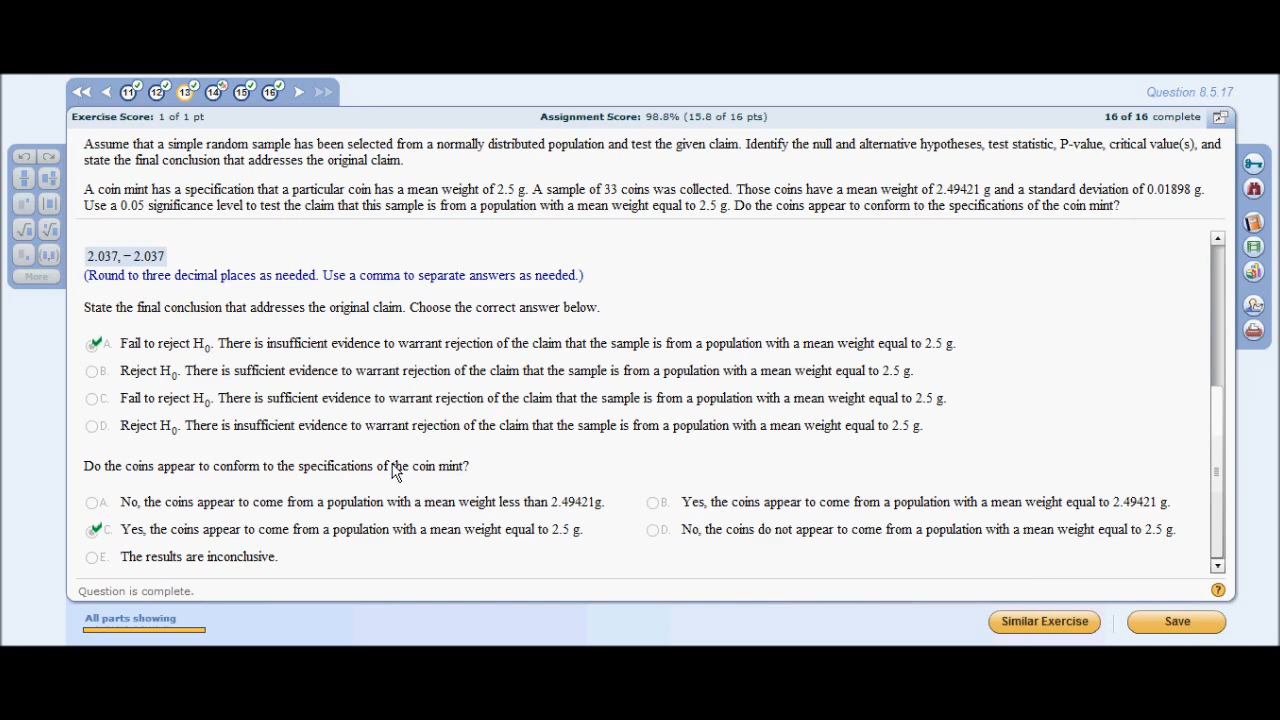 11 12 13 14 15 16
Question 8.5.17
Exercise Score: 1 of 1 pt
Assignment Score: 98.8% (15.8 of 16 pts)
16 of 16 complete
Assume that a simple random sample has been selected from a normally distributed population and test the given claim. Identify the null and alternative hypotheses, test statistic, P-value, critical value(s), and
state the final conclusion that addresses the original claim.
A coin mint has a specification that a particular coin has a mean weight of 2.5 g. A sample of 33 coins was collected. Those coins have a mean weight of 2.49421 g and a standard deviation of 0.01898 g.
Use a 0.05 significance level to test the claim that this sample is from a population with a mean weight equal to 2.5 g. Do the coins appear to conform to the specifications of the coin mint?
More
2.037, − 2.037
(Round to three decimal places as needed. Use a comma to separate answers as needed.)
State the final conclusion that addresses the original claim. Choose the correct answer below.
A. Fail to reject H0. There is insufficient evidence to warrant rejection of the claim that the sample is from a population with a mean weight equal to 2.5 g.
B. Reject H0. There is sufficient evidence to warrant rejection of the claim that the sample is from a population with a mean weight equal to 2.5 g.
C. Fail to reject H0. There is sufficient evidence to warrant rejection of the claim that the sample is from a population with a mean weight equal to 2.5 g.
D. Reject H0. There is insufficient evidence to warrant rejection of the claim that the sample is from a population with a mean weight equal to 2.5 g.
Do the coins appear to conform to the specifications of the coin mint?
A. No, the coins appear to come from a population with a mean weight less than 2.49421g.
B. Yes, the coins appear to come from a population with a mean weight equal to 2.49421 g.
C. Yes, the coins appear to come from a population with a mean weight equal to 2.5 g.
D. No, the coins do not appear to come from a population with a mean weight equal to 2.5 g.
E. The results are inconclusive.
Question is complete.
?
All parts showing
Similar Exercise
Save